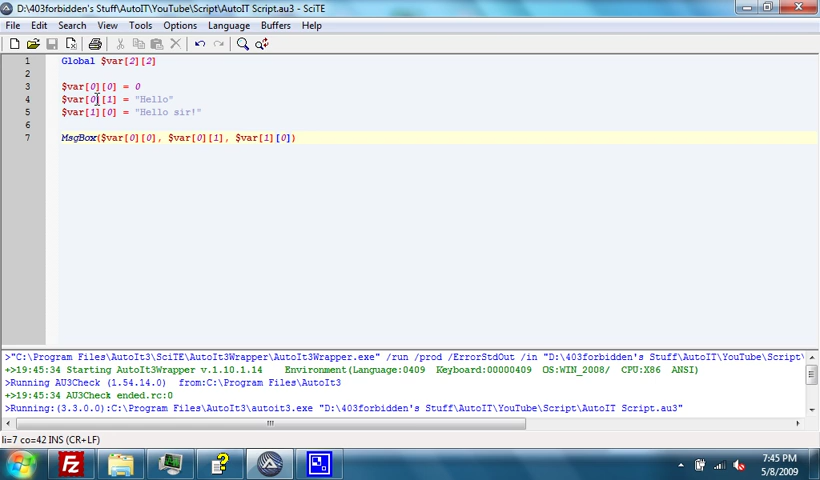 D:\403forbidden's Stuff\AutoIT\YouTube\Script\AutoIT Script.au3 - SciTE
File Edit Search View Tools Options Language Buffers Help
1 Global $var[2][2]
2
3 $var[0][0] = 0
4 $var[0][1] = "Hello"
5 $var[1][0] = "Hello sir!"
6
7 MsgBox($var[0][0], $var[0][1], $var[1][0])
>"C:\Program Files\AutoIt3\SciTE\AutoIt3Wrapper\AutoIt3Wrapper.exe" /run /prod /ErrorStdOut /in "D:\403forbidden's Stuff\AutoIT\YouTube\Script\
+>19:45:34 Starting AutoIt3Wrapper v.1.10.1.14 Environment(Language:0409 Keyboard:00000409 OS:WIN_2008/ CPU:X86 ANSI)
>Running AU3Check (1.54.14.0) from:C:\Program Files\AutoIt3
+>19:45:34 AU3Check ended.rc:0
>Running:(3.3.0.0):C:\Program Files\AutoIt3\autoit3.exe "D:\403forbidden's Stuff\AutoIT\YouTube\Script\AutoIT Script.au3"
li=7 co=42 INS (CR+LF)
7:45 PM
5/8/2009